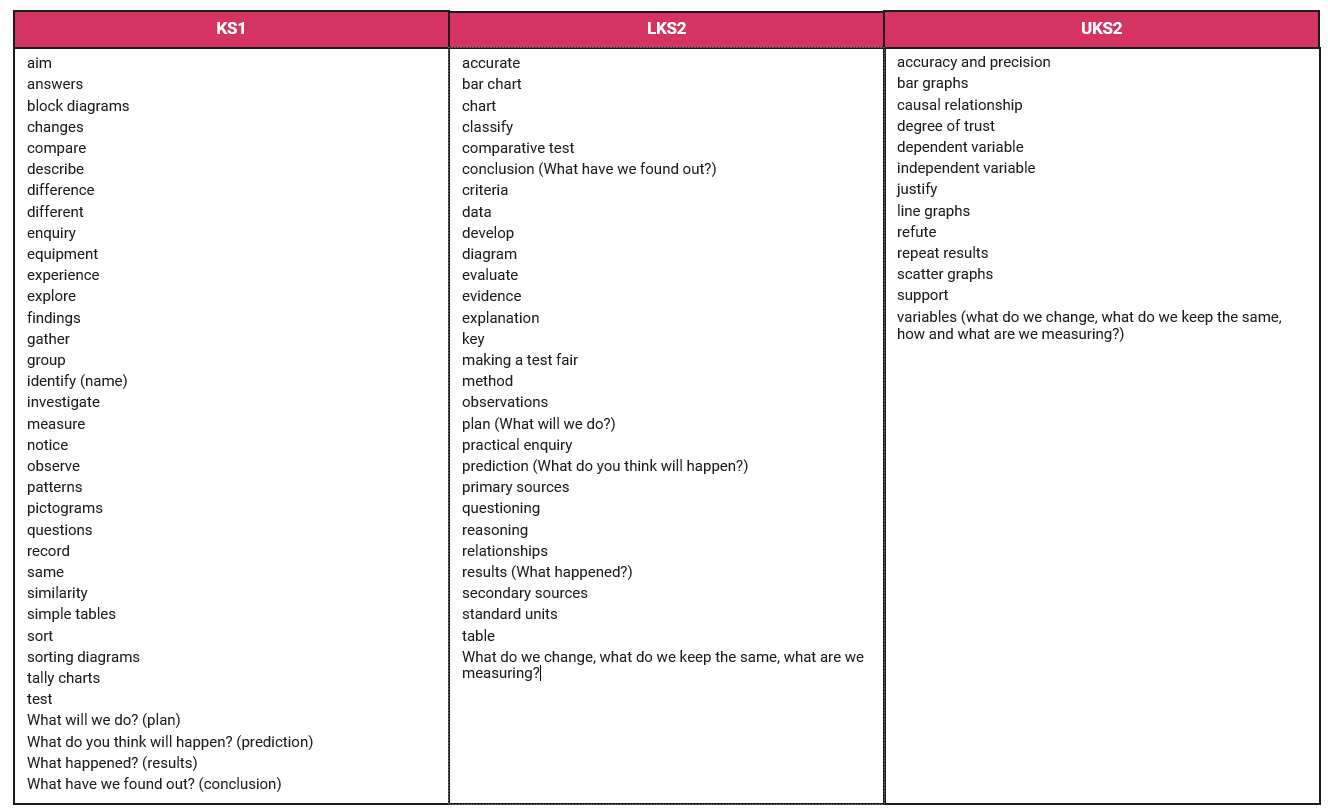 KS1
aim
answers
block diagrams
changes
compare
describe
difference
different
enquiry
equipment
experience
explore
findings
gather
group
identify (name)
investigate
measure
notice
observe
patterns
pictograms
questions
record
same
similarity
simple tables
sort
sorting diagrams
tally charts
test
What will we do? (plan)
What do you think will happen? (prediction)
What happened? (results)
What have we found out? (conclusion)
LKS2
accurate
bar chart
chart
classify
comparative test
conclusion (What have we found out?)
criteria
data
develop
diagram
evaluate
evidence
explanation
key
making a test fair
method
observations
plan (What will we do?)
practical enquiry
prediction (What do you think will happen?)
primary sources
questioning
reasoning
relationships
results (What happened?)
secondary sources
standard units
table
What do we change, what do we keep the same, what are we
measuring?
UKS2
accuracy and precision
bar graphs
causal relationship
degree of trust
dependent variable
independent variable
justify
line graphs
refute
repeat results
scatter graphs
support
variables (what do we change, what do we keep the same,
how and what are we measuring?)